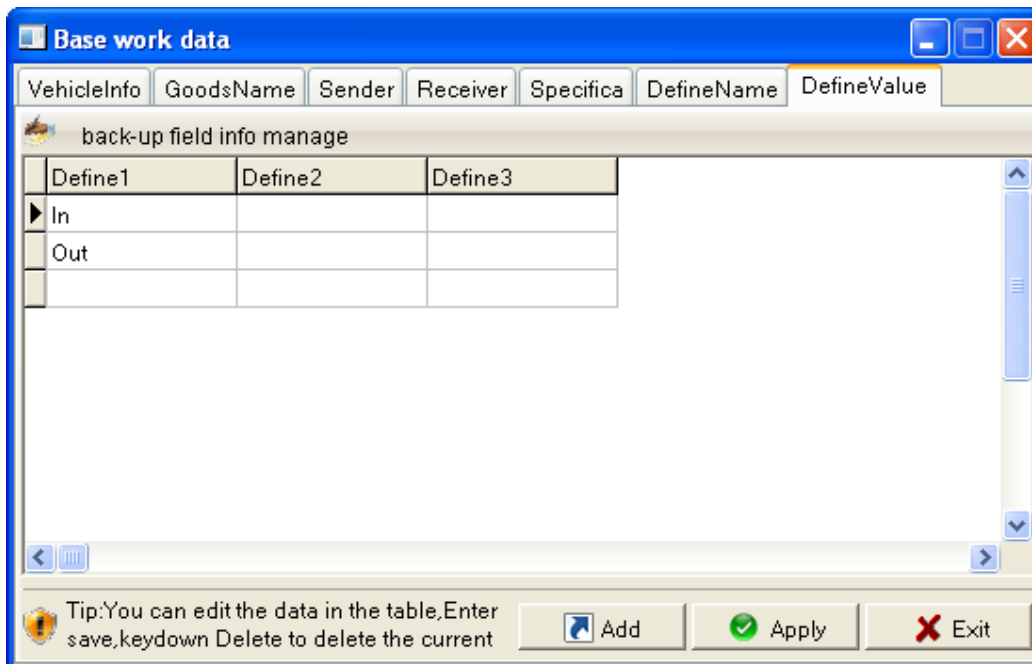 Base work data
VehicleInfo GoodsName Sender Receiver Specifica DefineName DefineValue
back-up field info manage
Define1 Define2 Define3
In
Out
Tip:You can edit the data in the table,Enter
save,keydown Delete to delete the current
Add Apply Exit